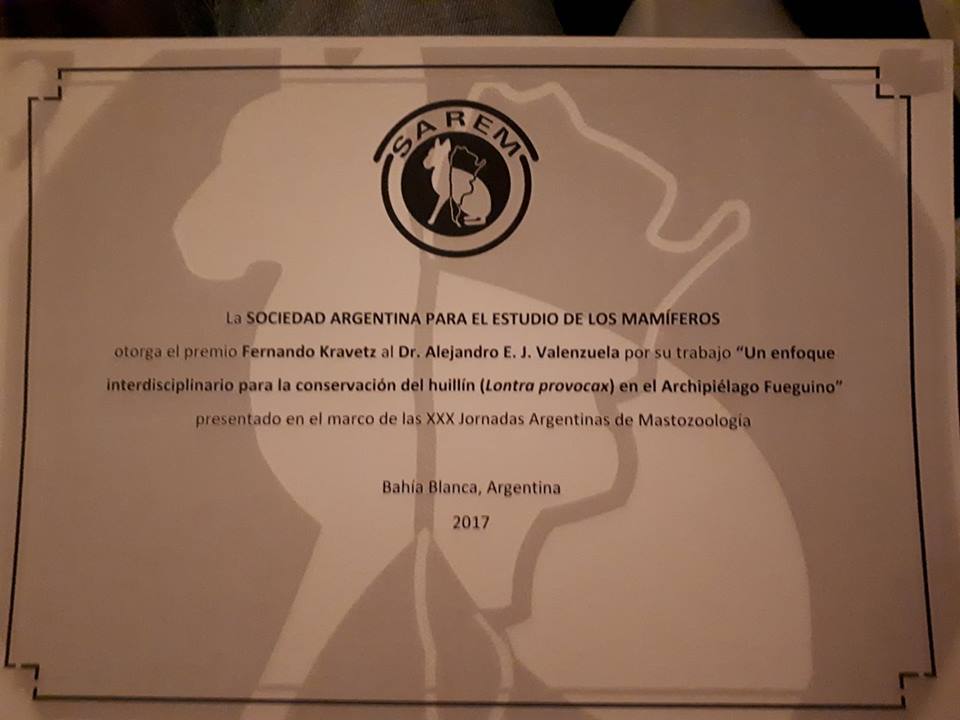 SAREM
La SOCIEDAD ARGENTINA PARA EL ESTUDIO DE LOS MAMÍFEROS
otorga el premio Fernando Kravetz al Dr. Alejandro E. J. Valenzuela por su trabajo “Un enfoque
interdisciplinario para la conservación del huillín (Lontra provocax) en el Archipiélago Fueguino”
presentado en el marco de las XXX Jornadas Argentinas de Mastozoología
Bahía Blanca, Argentina
2017